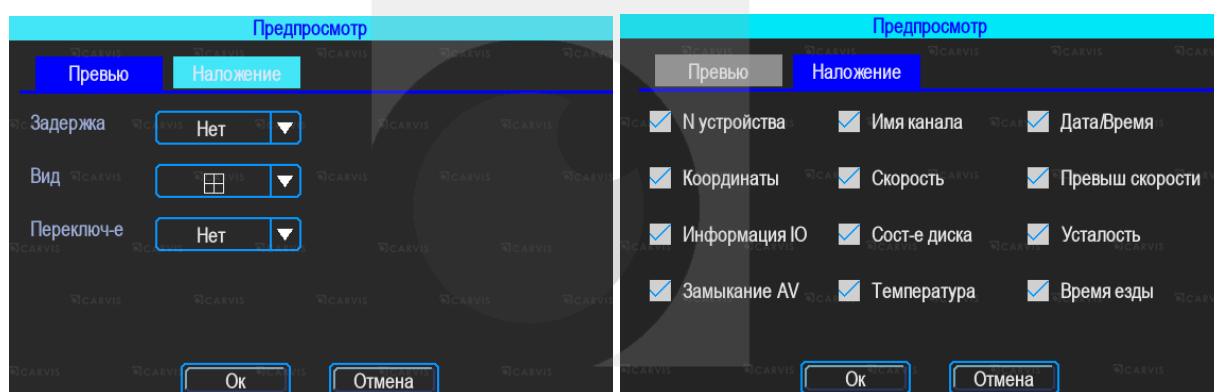 Предпросмотр
Превью Наложение
Задержка Нет
Вид
Переключ-е Нет
Ок Отмена
Предпросмотр
Превью Наложение
N устройства Имя канала Дата/Время
Координаты Скорость Превыш скорости
Информация IO Сост-е диска Усталость
Замыкание AV Температура Время езды
Ок Отмена
CARVIS